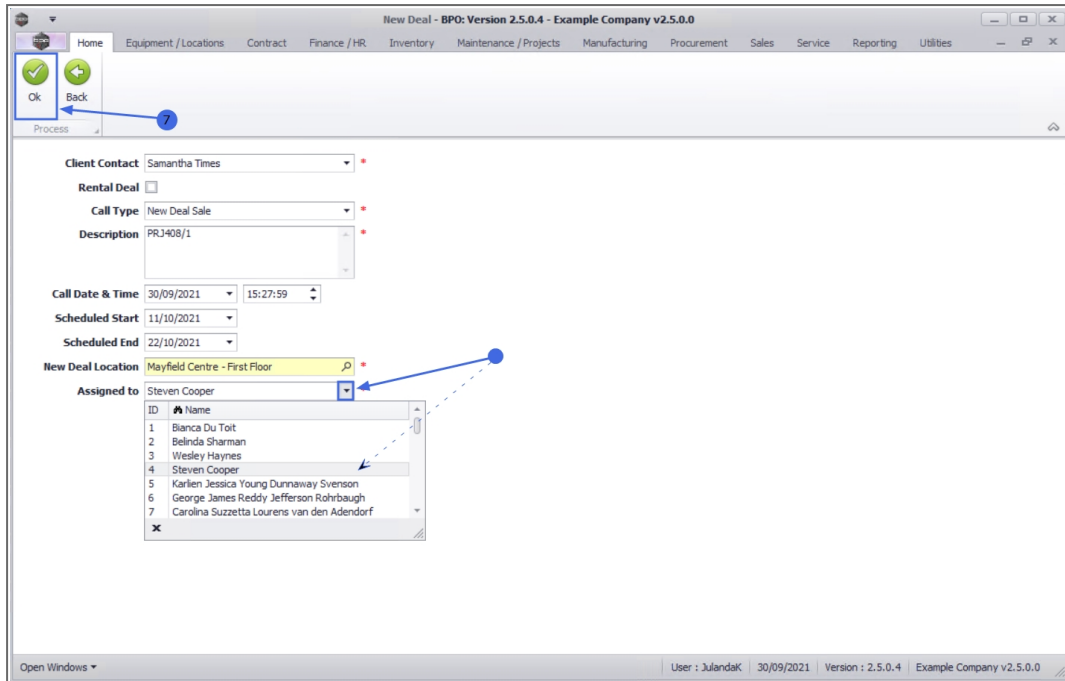 New Deal - BPO: Version 2.5.0.4 - Example Company v2.5.0.0
Home Equipment / Locations Contract Finance / HR Inventory Maintenance / Projects Manufacturing Procurement Sales Service Reporting Utilities
Ok Back
7
Process
Client Contact Samantha Times *
Rental Deal
Call Type New Deal Sale *
Description PRJ408/1 *
Call Date & Time 30/09/2021 15:27:59
Scheduled Start 11/10/2021
Scheduled End 22/10/2021
New Deal Location Mayfield Centre - First Floor *
Assigned to Steven Cooper
ID Name
1 Bianca Du Toit
2 Belinda Sharman
3 Wesley Haynes
4 Steven Cooper
5 Karlien Jessica Young Dunnaway Svenson
6 George James Reddy Jefferson Rohrbaugh
7 Carolina Suzzetta Lourens van den Adendorf
Open Windows User : JulandaK 30/09/2021 Version : 2.5.0.4 Example Company v2.5.0.0